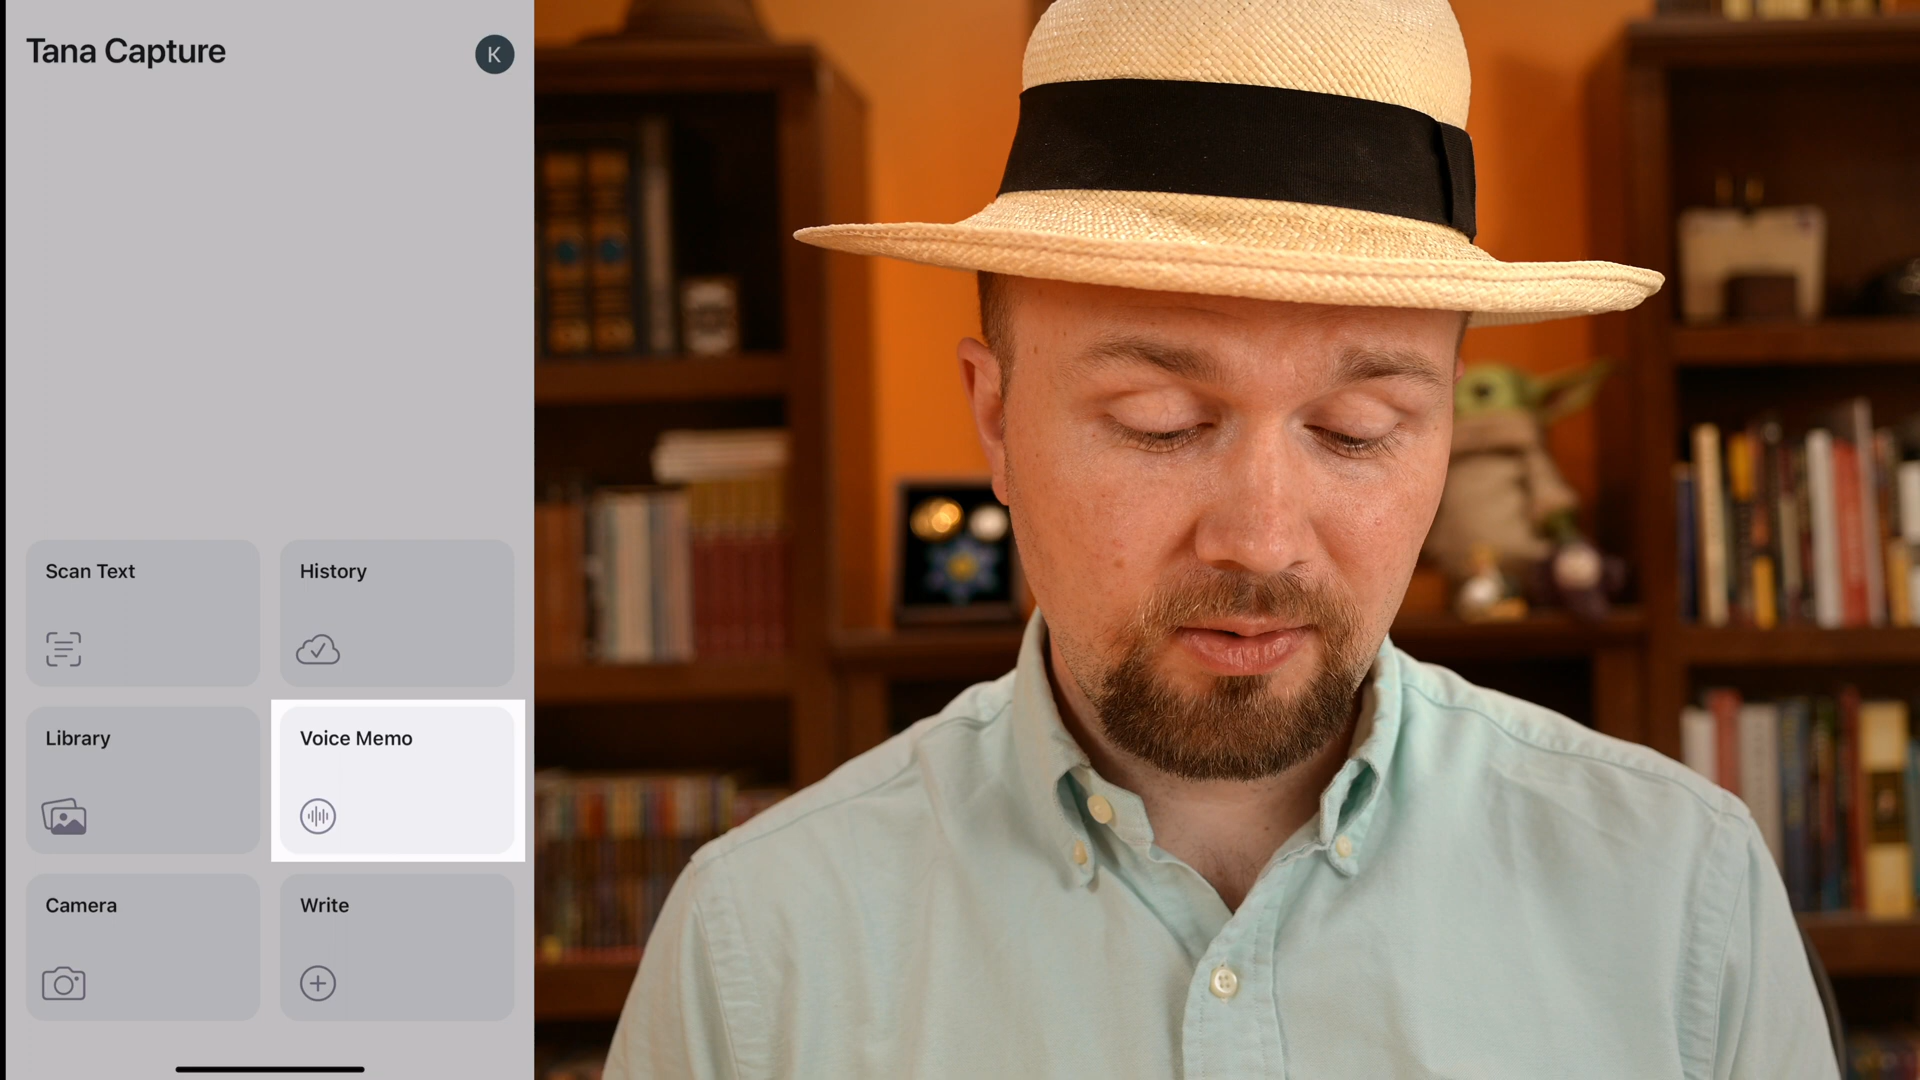 Tana Capture
K
Scan Text
History
Library
Voice Memo
Camera
Write